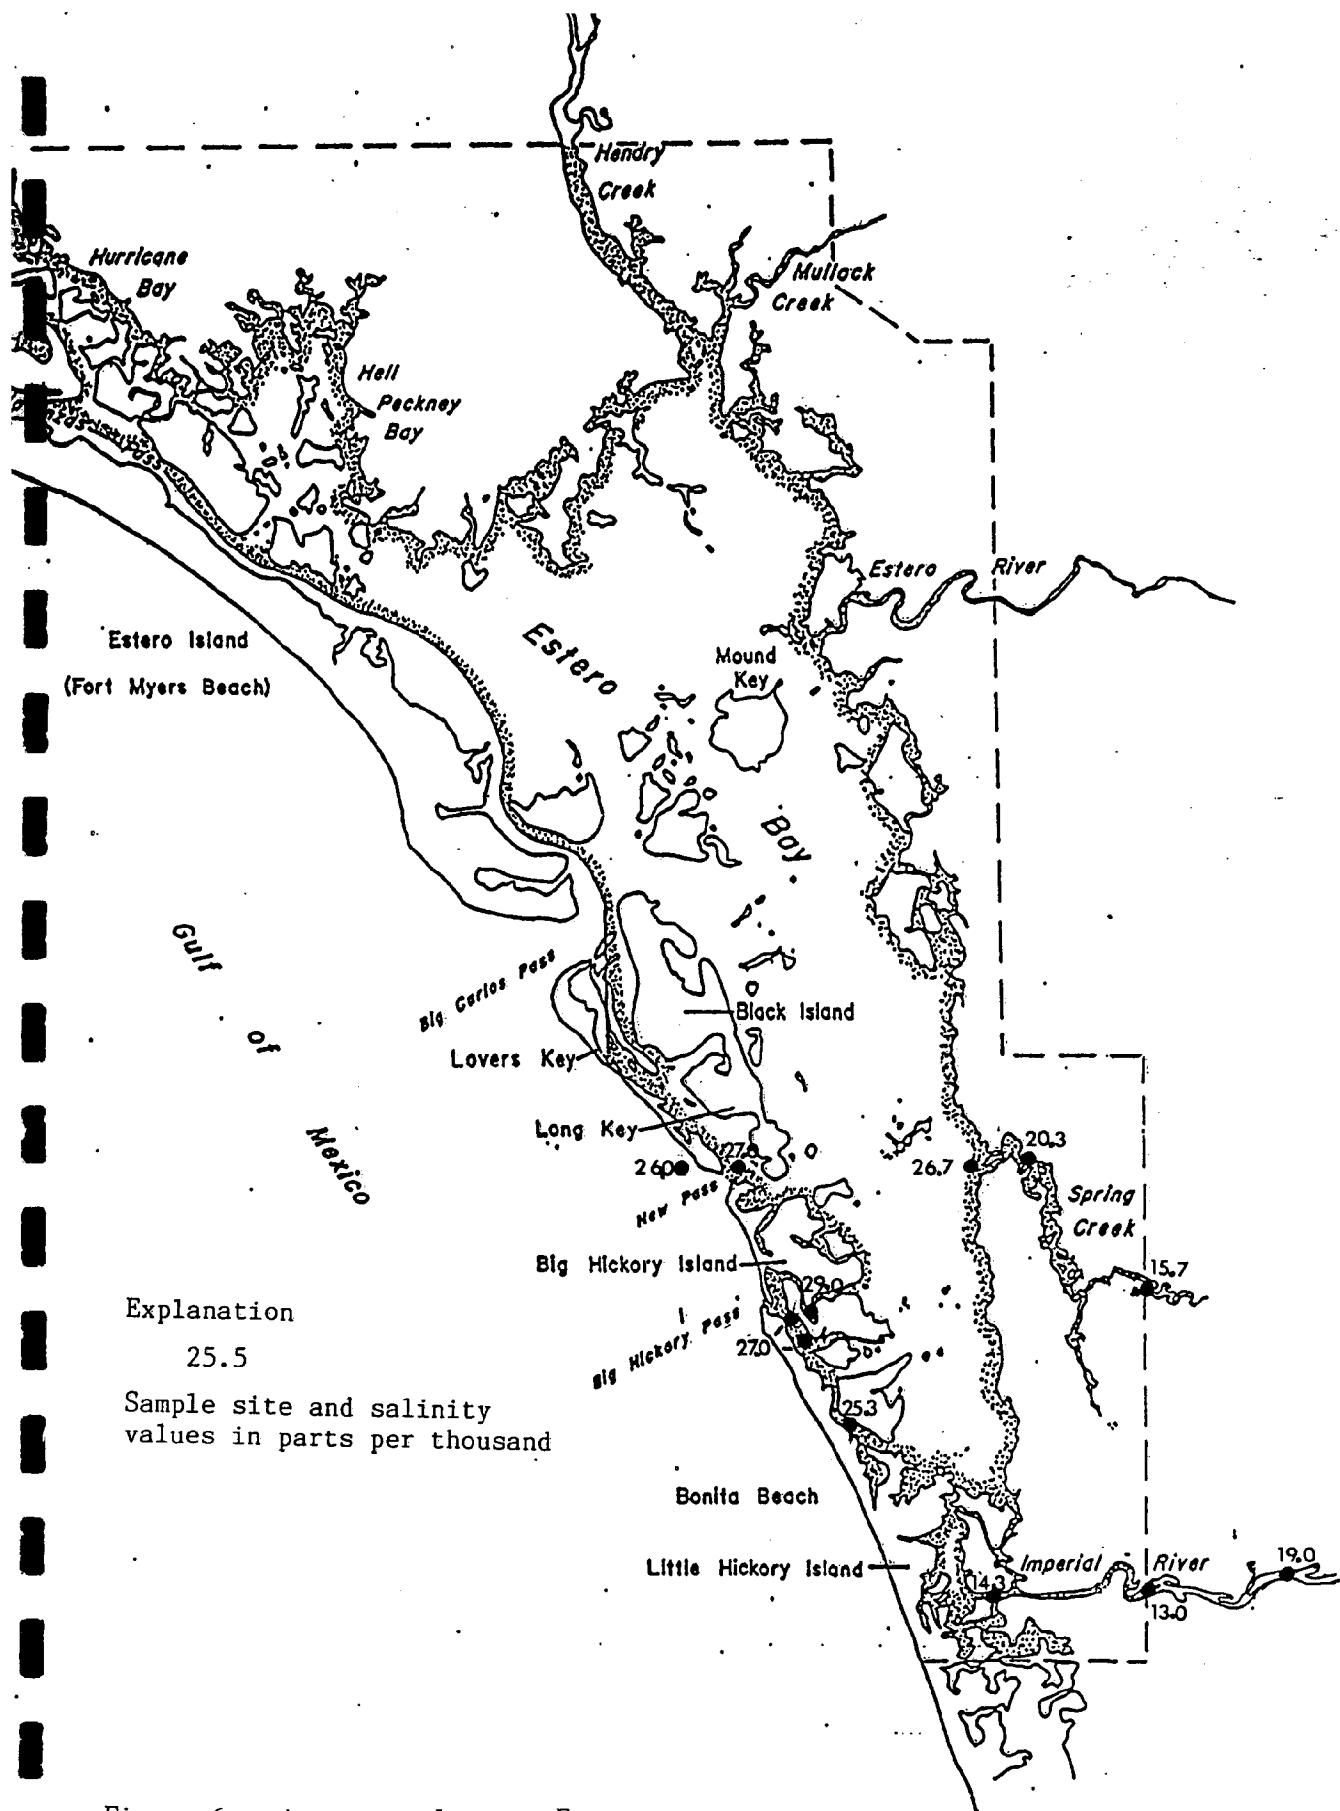 Hendry
Creek
Mullock
Creek
Hurricane
Bay
Hell
Peckney
Bay
Estero River
Estero Island
(Fort Myers Beach)
Estero
Bay
Mound
Key
Gulf
of
Mexico
Big Carlos Pass
Black Island
Lovers Key
Long Key
26.0
New Pass
26.7
20.3
Spring
Creek
15.7
Big Hickory Island
29.0
Big Hickory Pass
27.0
25.3
Explanation
25.5
Sample site and salinity
values in parts per thousand
Bonita Beach
Little Hickory Island
Imperial River
14.3
13.0
19.0